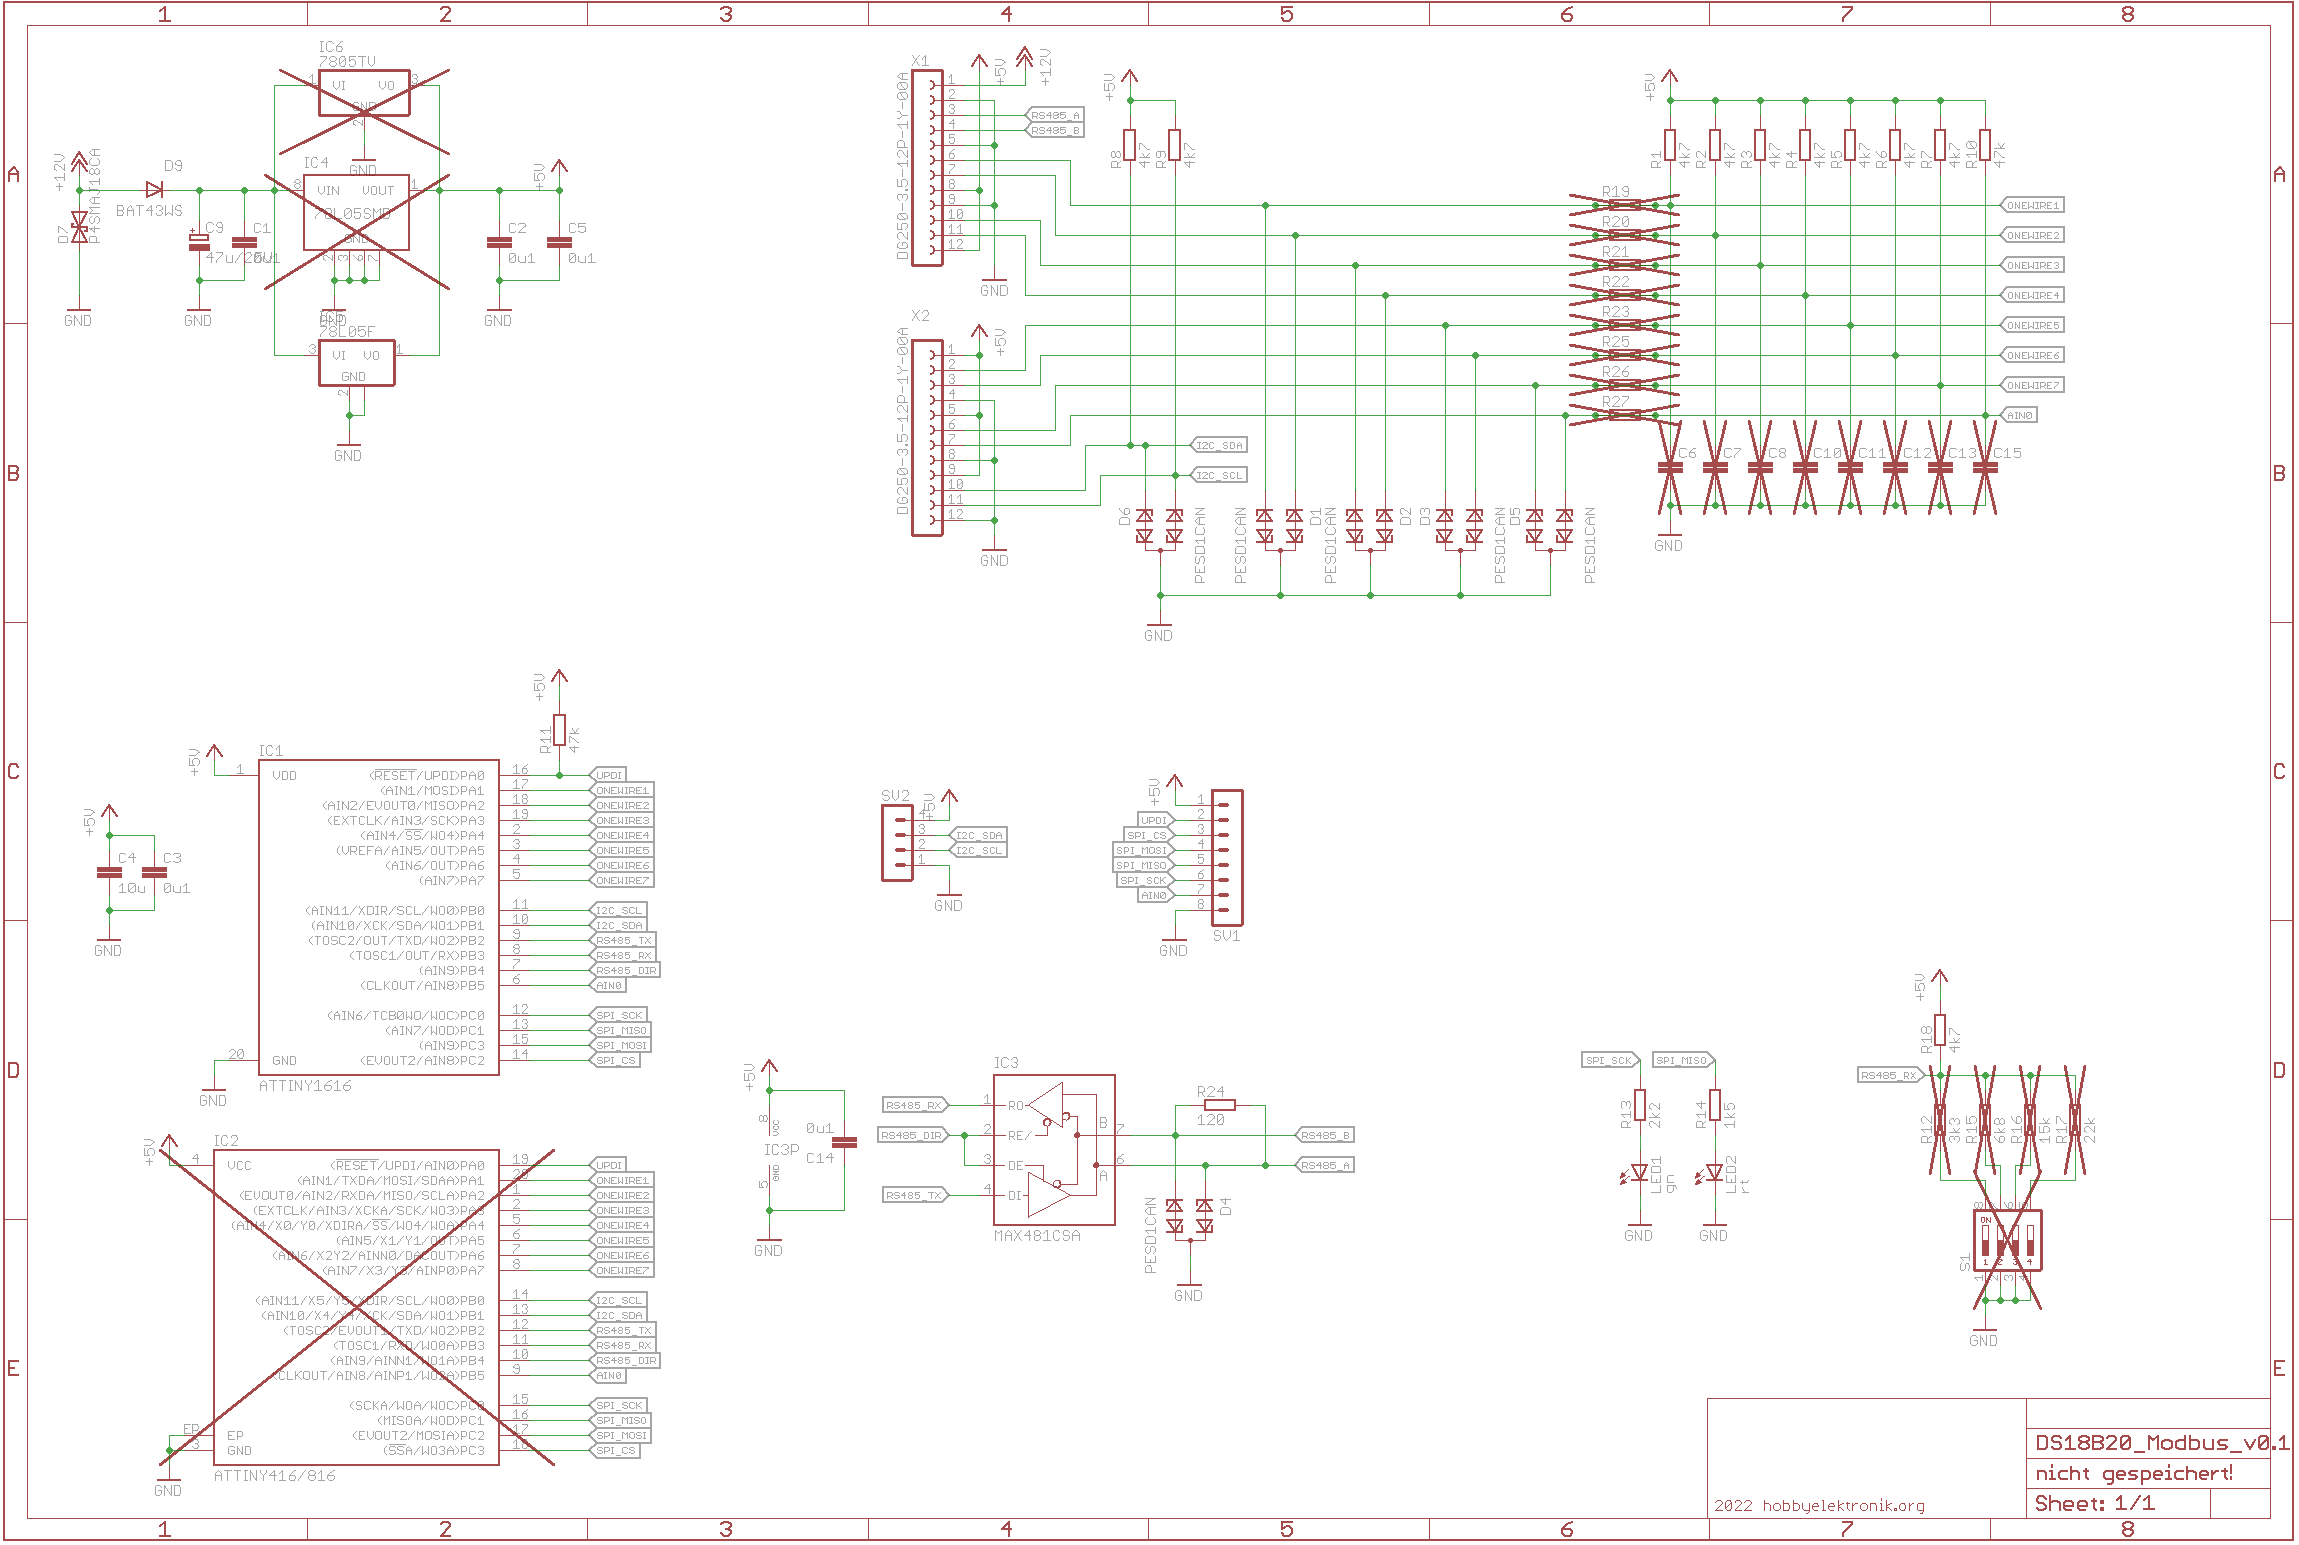 1 2 3 4 5 6 7 8
A
B
C
D
E
IC6
7805TV
1 VI VO 3
GND
2
GND
+12V
D7
P4SMAJ18CA
GND
D9
BAT43WS
C9
47u/25V
GND
C1
0u1
IC4
8 VIN VOUT 1
78L05SMD
GND
2 3 6 7
GND
78L05F
3 VI VO 1
GND
2
GND
C2
0u1
GND
+5V
C5
0u1
X1
DG250-3.5-12P-1Y-00A
1
2
3
4
5
6
7
8
9
10
11
12
+5V
+12V
RS485_A
RS485_B
GND
X2
DG250-3.5-12P-1Y-00A
1
2
3
4
5
6
7
8
9
10
11
12
+5V
GND
+5V
R8
4k7
R9
4k7
I2C_SDA
I2C_SCL
D6
PESD1CAN
PESD1CAN
D1
PESD1CAN
D2
D3
PESD1CAN
D5
PESD1CAN
GND
R19
R20
R21
R22
R23
R25
R26
R27
+5V
R1
4k7
R2
4k7
R3
4k7
R4
4k7
R5
4k7
R6
4k7
R7
4k7
R10
47k
ONEWIRE1
ONEWIRE2
ONEWIRE3
ONEWIRE4
ONEWIRE5
ONEWIRE6
ONEWIRE7
AIN0
C6 C7 C8 C10 C11 C12 C13 C15
GND
+5V
R11
47k
+5V
IC1
1 VDD
(RESET/UPDI)PA0 16 UPDI
(AIN1/MOSI)PA1 17 ONEWIRE1
(AIN2/EVOUT0/MISO)PA2 18 ONEWIRE2
(EXTCLK/AIN3/SCK)PA3 19 ONEWIRE3
(AIN4/SS/WO4)PA4 2 ONEWIRE4
(VREFA/AIN5/OUT)PA5 3 ONEWIRE5
(AIN6/OUT)PA6 4 ONEWIRE6
(AIN7)PA7 5 ONEWIRE7
(AIN11/XDIR/SCL/WO0)PB0 11 I2C_SCL
(AIN10/XCK/SDA/WO1)PB1 10 I2C_SDA
(TOSC2/OUT/TXD/WO2)PB2 9 RS485_TX
(TOSC1/OUT/RX)PB3 8 RS485_RX
(AIN9)PB4 7 RS485_DIR
(CLKOUT/AIN8)PB5 6 AIN0
(AIN6/TCB0WO/WOC)PC0 12 SPI_SCK
(AIN7/WOD)PC1 13 SPI_MISO
(AIN9)PC3 15 SPI_MOSI
20 GND (EVOUT2/AIN8)PC2 14 SPI_CS
ATTINY1616
GND
+5V
C4
10u
C3
0u1
GND
+5V
IC2
4 VCC
(RESET/UPDI/AIN0)PA0 19 UPDI
(AIN1/TXDA/MOSI/SDAA)PA1 20 ONEWIRE1
(EVOUT0/AIN2/RXDA/MISO/SCLA)PA2 1 ONEWIRE2
(EXTCLK/AIN3/XCKA/SCK/WO3)PA3 2 ONEWIRE3
(AIN4/X0/Y0/XDIRA/SS/WO4/WOA)PA4 5 ONEWIRE4
(AIN5/X1/Y1/OUT)PA5 6 ONEWIRE5
(AIN6/X2Y2/AINN0/DACOUT)PA6 7 ONEWIRE6
(AIN7/X3/Y3/AINP0)PA7 8 ONEWIRE7
(AIN11/X5/Y5/XDIR/SCL/WO0)PB0 14 I2C_SCL
(AIN10/X4/Y4/XCK/SDA/WO1)PB1 13 I2C_SDA
(TOSC2/EVOUT1/TXD/WO2)PB2 12 RS485_TX
(TOSC1/RXD/WO0A)PB3 11 RS485_RX
(AIN9/AINN1/WO1A)PB4 10 RS485_DIR
(CLKOUT/AIN8/AINP1/WO2A)PB5 9 AIN0
(SCKA/WOA/WOC)PC0 15 SPI_SCK
(MISOA/WOD)PC1 16 SPI_MISO
EP EP (EVOUT2/MOSIA)PC2 17 SPI_MOSI
3 GND (SSA/WO3A)PC3 18 SPI_CS
ATTINY416/816
GND
SV2
+5V
4
3 I2C_SDA
2 I2C_SCL
1
GND
+5V
1
UPDI 2
SPI_CS 3
SPI_MOSI 4
SPI_MISO 5
SPI_SCK 6
AIN0 7
8
SV1
GND
+5V
8 VCC
IC3P
5 GND
GND
0u1
C14
IC3
RS485_RX 1 RO
RS485_DIR 2 RE/ B 7 RS485_B
3 DE A 6 RS485_A
RS485_TX 4 DI
MAX481CSA
R24
120
PESD1CAN
D4
GND
SPI_SCK
R13
2k2
LED1
gn
GND
SPI_MISO
R14
1k5
LED2
rt
GND
+5V
R18
4k7
RS485_RX
R12
3k3
R15
6k8
R16
15k
R17
22k
S1
ON
1 2 3 4
1 2 3 4
GND
DS18B20_Modbus_v0.1
nicht gespeichert!
2022 hobbyelektronik.org
Sheet: 1/1
1 2 3 4 5 6 7 8
A
B
C
D
E